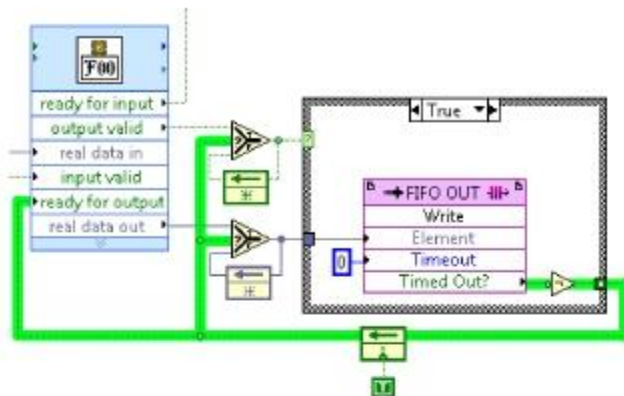 F(t)
ready for input
output valid
real data in
input valid
ready for output
real data out
True
FIFO OUT
Write
Element
0
Timeout
Timed Out?